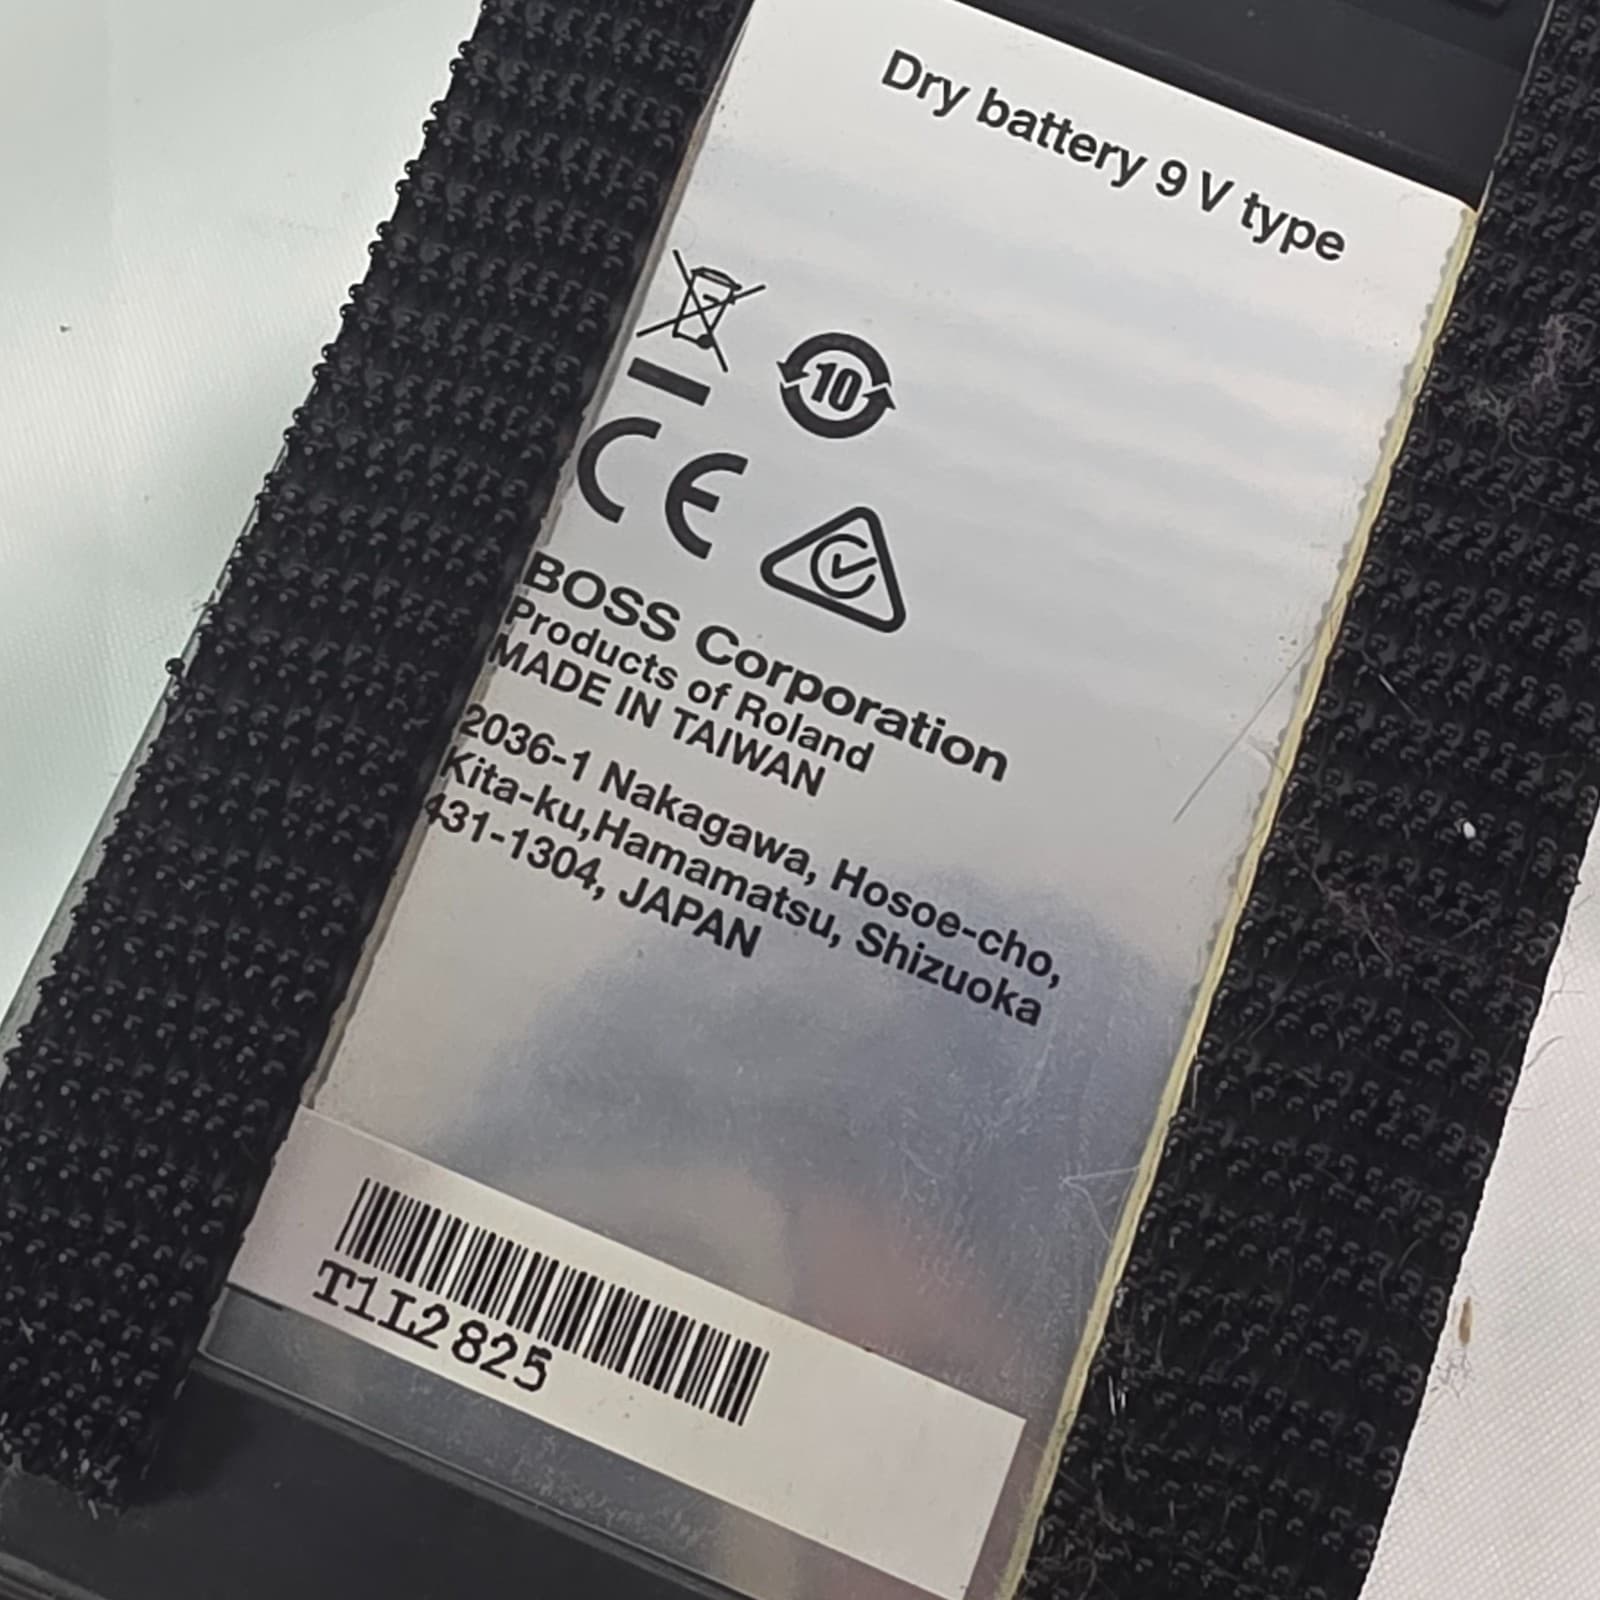 Dry battery 9 V type
10
CE
BOSS Corporation
Products of Roland
MADE IN TAIWAN
2036-1 Nakagawa, Hosoe-cho,
Kita-ku,Hamamatsu, Shizuoka
431-1304, JAPAN
T1L2825